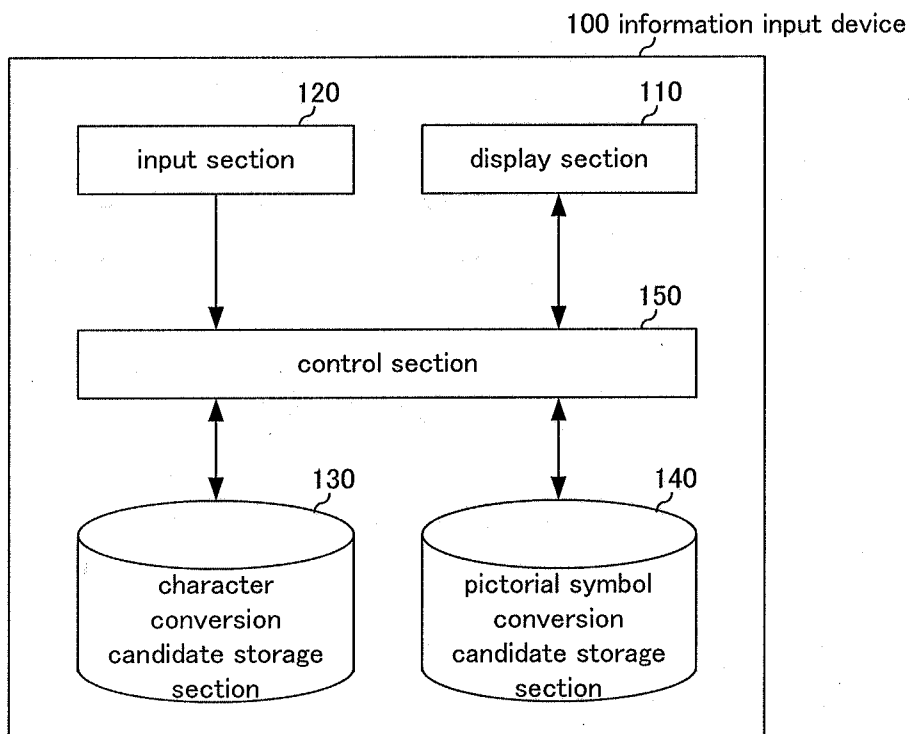 100 information input device
120
110
input section
display section
150
control section
130
140
character
conversion
candidate storage
section
pictorial symbol
conversion
candidate storage
section